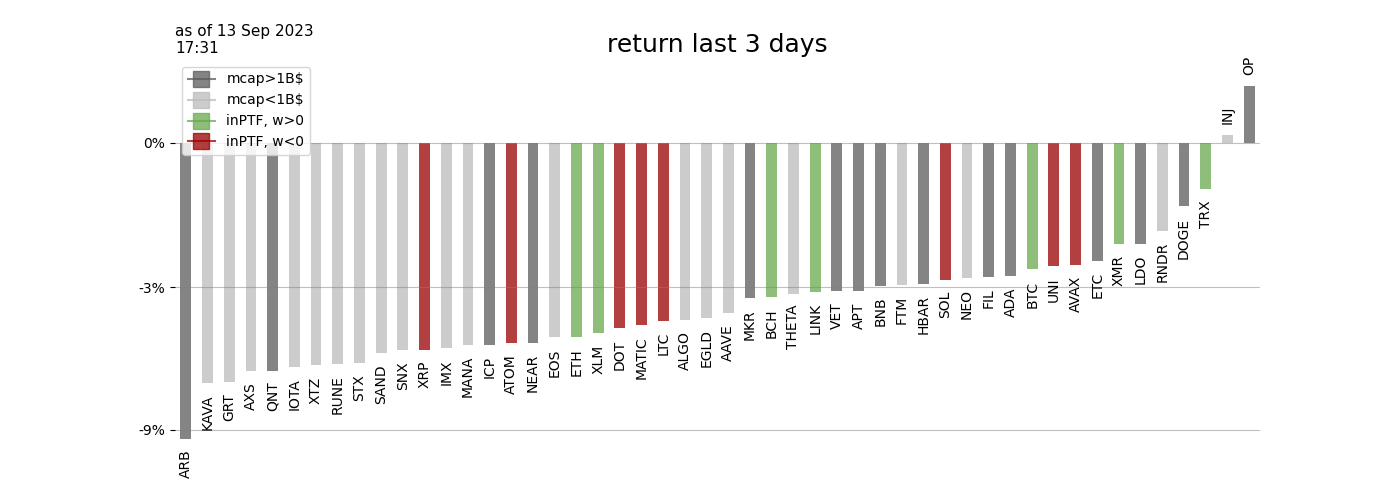 as of 13 Sep 2023
17:31
return last 3 days
mcap>1B$
mcap<1B$
inPTF, w>0
inPTF, w<0
0%
-3%
-9%
ARB
KAVA
GRT
AXS
QNT
IOTA
XTZ
RUNE
STX
SAND
SNX
XRP
IMX
MANA
ICP
ATOM
NEAR
EOS
ETH
XLM
DOT
MATIC
LTC
ALGO
EGLD
AAVE
MKR
BCH
THETA
LINK
VET
APT
BNB
FTM
HBAR
SOL
NEO
FIL
ADA
BTC
UNI
AVAX
ETC
XMR
LDO
RNDR
DOGE
TRX
INJ
OP